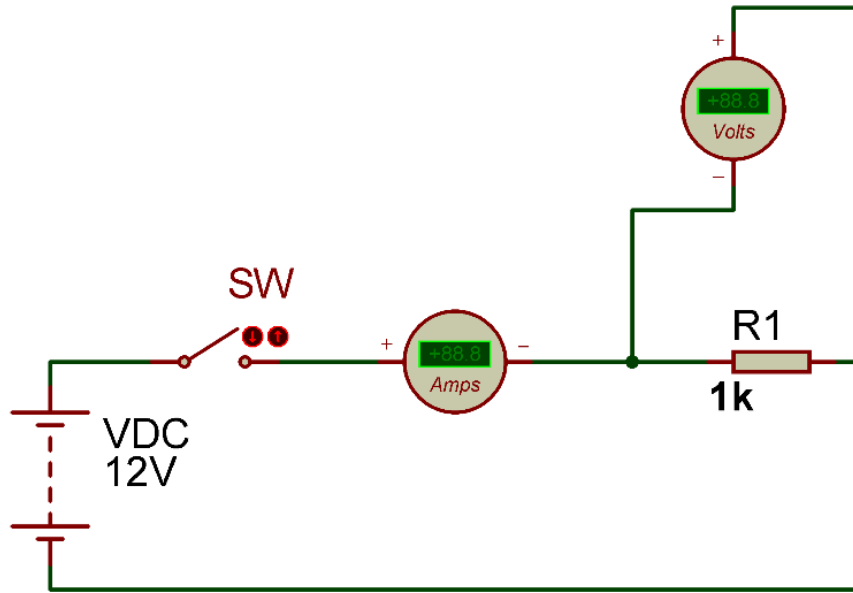 +
+88.8
Volts
−
SW
+
+88.8
Amps
−
R1
1k
VDC
12V